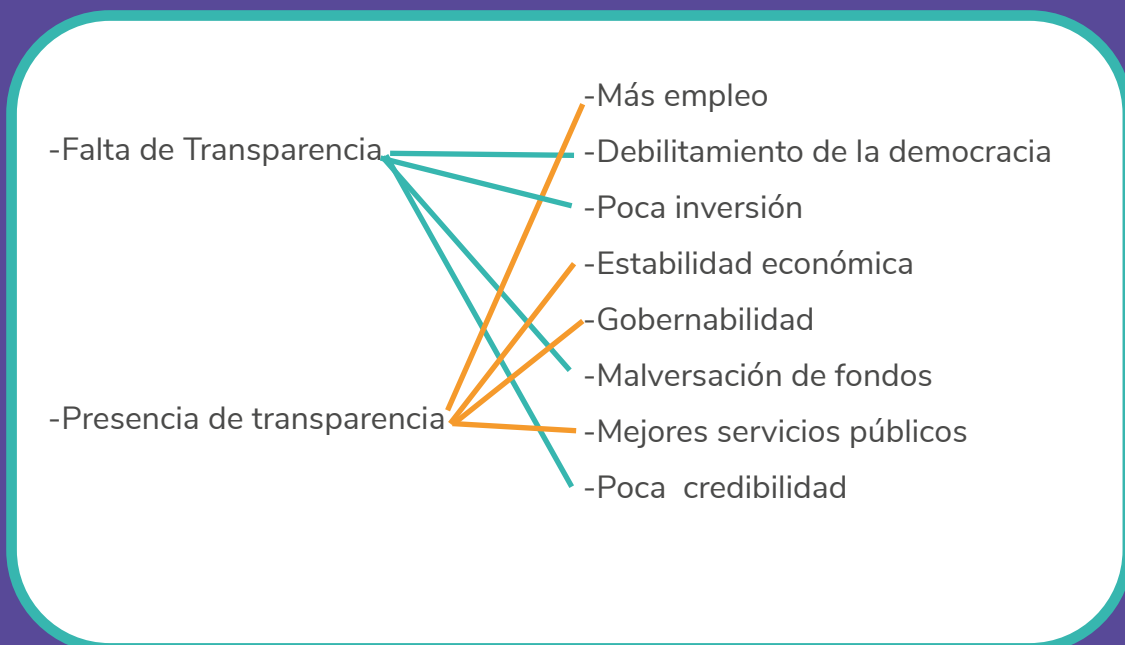 -Falta de Transparencia
-Presencia de transparencia
-Más empleo
-Debilitamiento de la democracia
-Poca inversión
-Estabilidad económica
-Gobernabilidad
-Malversación de fondos
-Mejores servicios públicos
-Poca  credibilidad